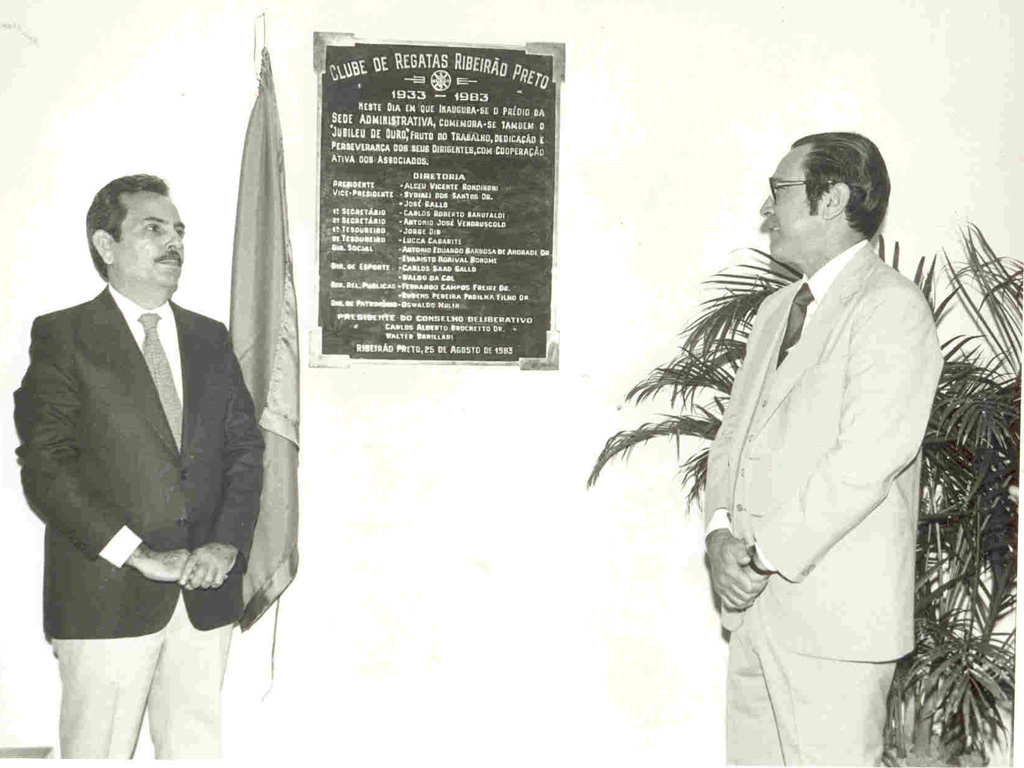 CLUBE DE REGATAS RIBEIRÃO PRETO
1933 - 1983
NESTE DIA EM QUE INAUGURA-SE O PRÉDIO DA
SEDE ADMINISTRATIVA, COMEMORA-SE TAMBEM O
"JUBILEU DE OURO", FRUTO DO TRABALHO, DEDICAÇÃO E
PERSEVERANÇA DOS SEUS DIRIGENTES, COM COOPERAÇÃO
ATIVA DOS ASSOCIADOS.
DIRETORIA
PRESIDENTE - ALCEU VICENTE RONDINONI
VICE-PRESIDENTE - SYDINEI DOS SANTOS DR.
- JOSÉ GALLO
1º SECRETÁRIO - CARLOS ROBERTO BARUFALDI
2º SECRETÁRIO - ANTONIO JOSÉ VENDRUSCOLO
1º TESOUREIRO - JORGE DIB
2º TESOUREIRO - LUCCA CABARITE
DIR. SOCIAL - ANTONIO EDUARDO BARBOSA DE ANDRADE DR.
EVARISTO NORIVAL BONOME
DIR. DE ESPORTE - CARLOS SAAD GALLO
- WALDO DA COL
DIR. REL. PUBLICAS - FERNANDO CAMPOS FREIRE DR.
- RUBENS PEREIRA PADILHA FILHO DR.
DIR. DE PATRIMÔNIO - OSWALDO MULIN
PRESIDENTE DO CONSELHO DELIBERATIVO
CARLOS ALBERTO BROCHETTO DR.
WALTER BARILLARI
RIBEIRÃO PRETO, 25 DE AGOSTO DE 1983